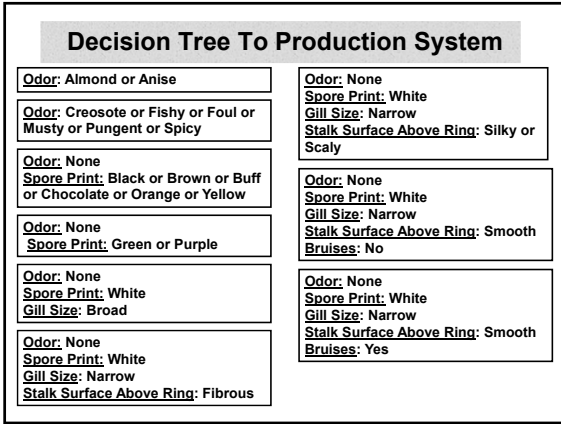 Decision Tree To Production System
Odor: Almond or Anise
Odor: Creosote or Fishy or Foul or
Musty or Pungent or Spicy
Odor: None
Spore Print: Black or Brown or Buff
or Chocolate or Orange or Yellow
Odor: None
Spore Print: Green or Purple
Odor: None
Spore Print: White
Gill Size: Broad
Odor: None
Spore Print: White
Gill Size: Narrow
Stalk Surface Above Ring: Fibrous
Odor: None
Spore Print: White
Gill Size: Narrow
Stalk Surface Above Ring: Silky or
Scaly
Odor: None
Spore Print: White
Gill Size: Narrow
Stalk Surface Above Ring: Smooth
Bruises: No
Odor: None
Spore Print: White
Gill Size: Narrow
Stalk Surface Above Ring: Smooth
Bruises: Yes